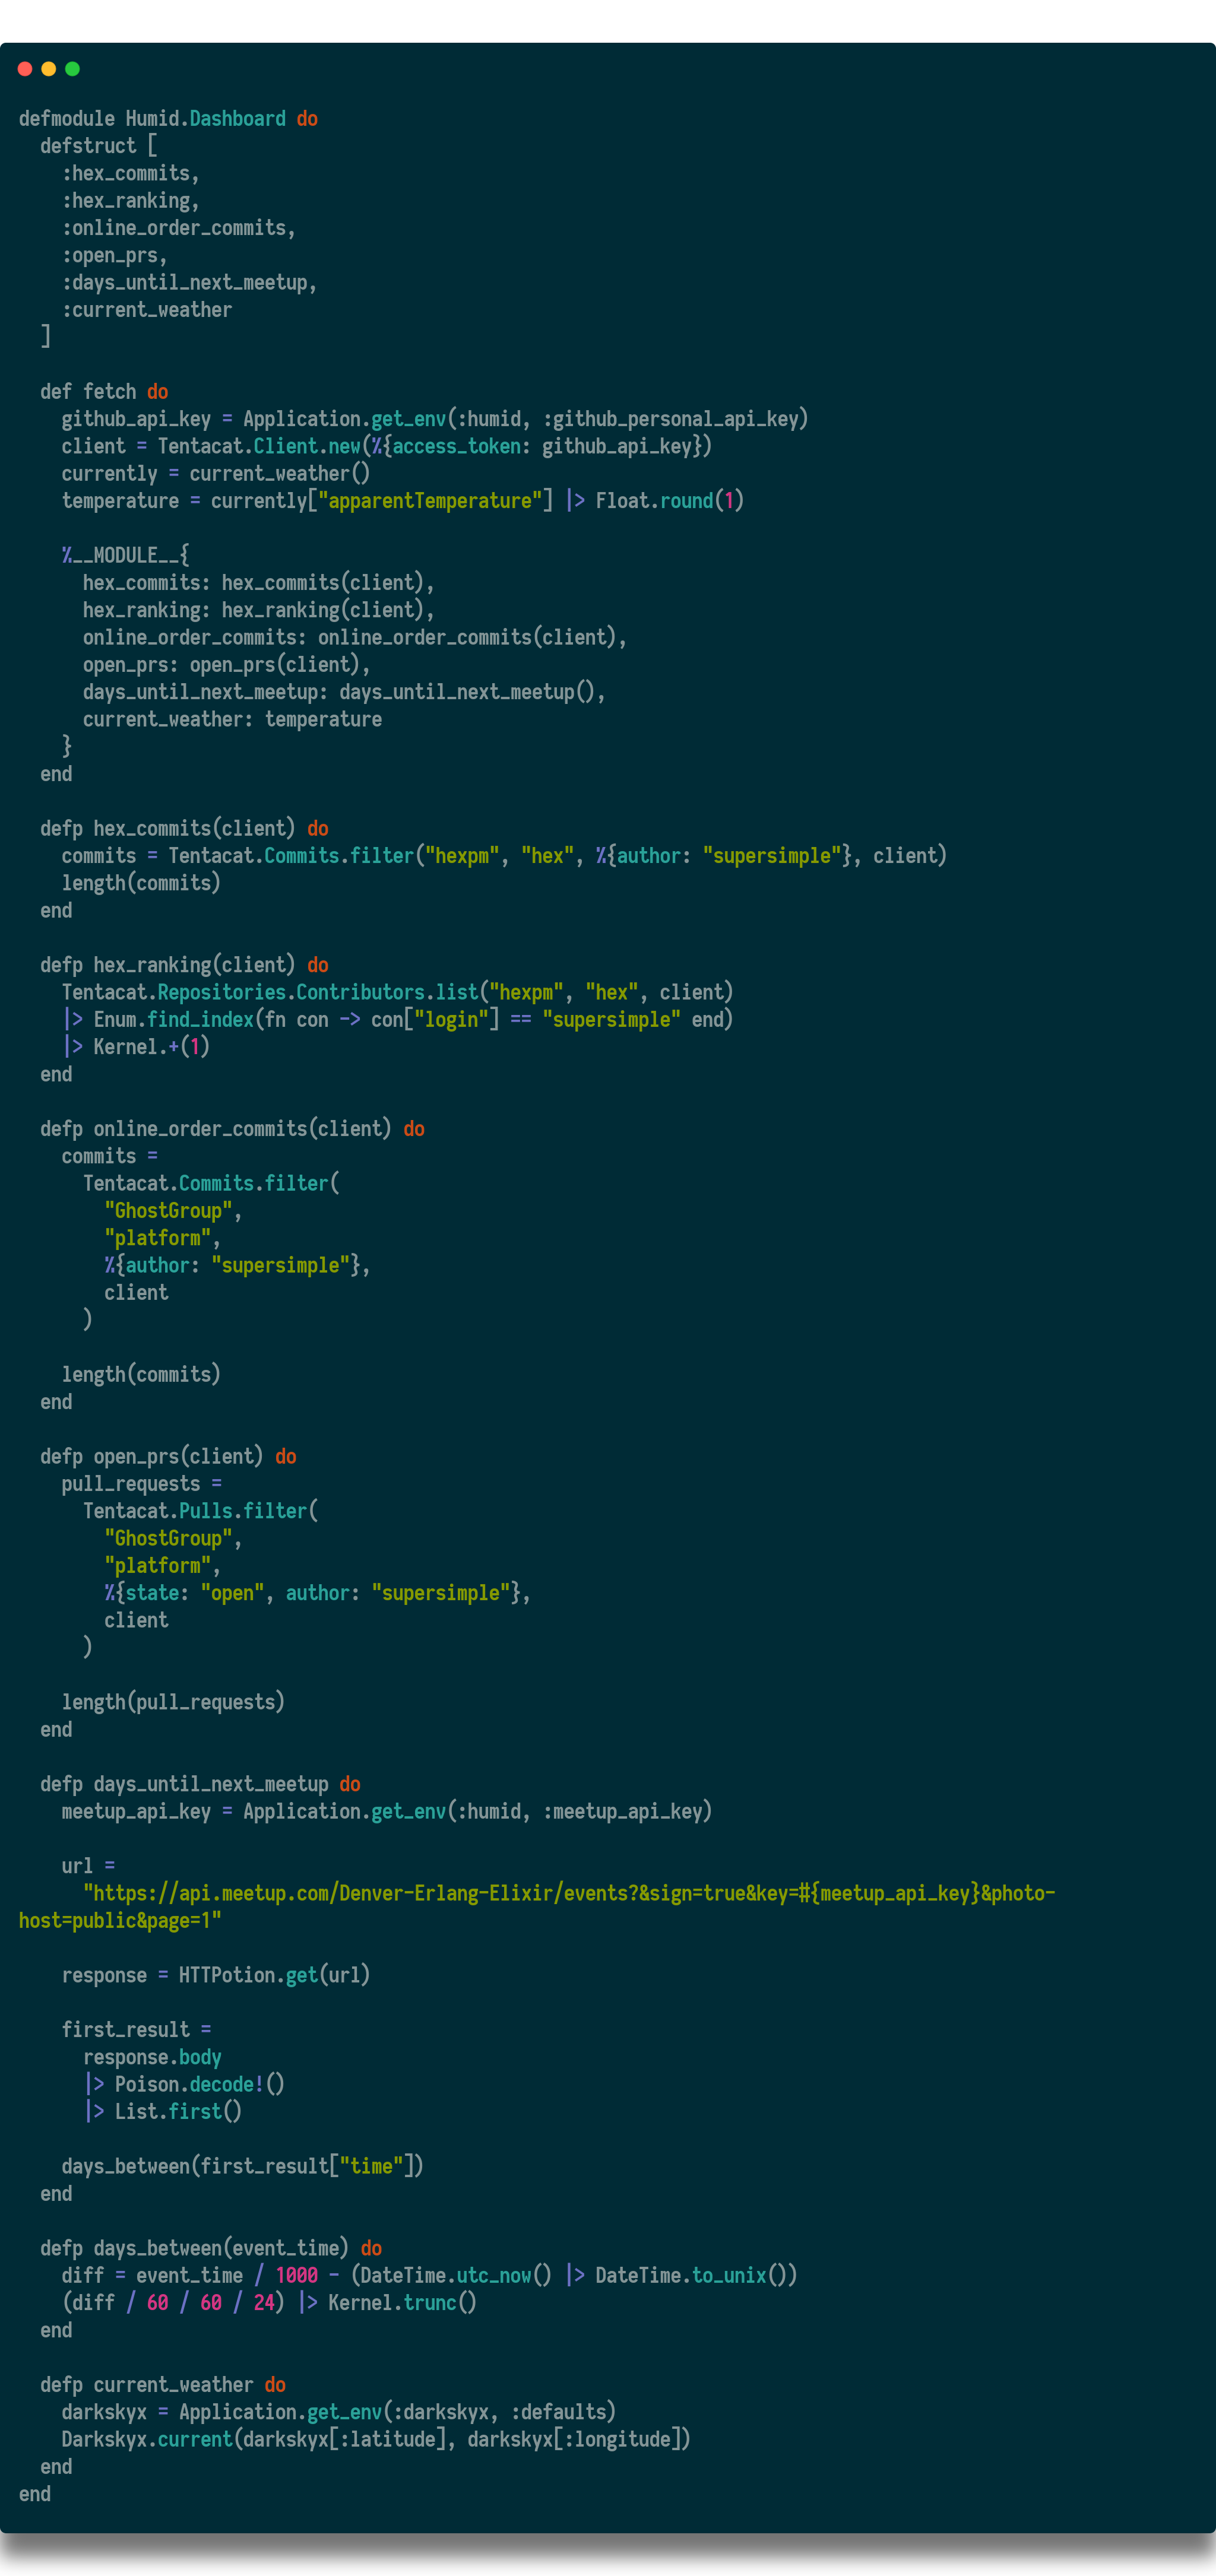 defmodule Humid.Dashboard do
  defstruct [
    :hex_commits,
    :hex_ranking,
    :online_order_commits,
    :open_prs,
    :days_until_next_meetup,
    :current_weather
  ]

  def fetch do
    github_api_key = Application.get_env(:humid, :github_personal_api_key)
    client = Tentacat.Client.new(%{access_token: github_api_key})
    currently = current_weather()
    temperature = currently["apparentTemperature"] |> Float.round(1)

    %__MODULE__{
      hex_commits: hex_commits(client),
      hex_ranking: hex_ranking(client),
      online_order_commits: online_order_commits(client),
      open_prs: open_prs(client),
      days_until_next_meetup: days_until_next_meetup(),
      current_weather: temperature
    }
  end

  defp hex_commits(client) do
    commits = Tentacat.Commits.filter("hexpm", "hex", %{author: "supersimple"}, client)
    length(commits)
  end

  defp hex_ranking(client) do
    Tentacat.Repositories.Contributors.list("hexpm", "hex", client)
    |> Enum.find_index(fn con -> con["login"] == "supersimple" end)
    |> Kernel.+(1)
  end

  defp online_order_commits(client) do
    commits =
      Tentacat.Commits.filter(
        "GhostGroup",
        "platform",
        %{author: "supersimple"},
        client
      )

    length(commits)
  end

  defp open_prs(client) do
    pull_requests =
      Tentacat.Pulls.filter(
        "GhostGroup",
        "platform",
        %{state: "open", author: "supersimple"},
        client
      )

    length(pull_requests)
  end

  defp days_until_next_meetup do
    meetup_api_key = Application.get_env(:humid, :meetup_api_key)

    url =
      "https://api.meetup.com/Denver-Erlang-Elixir/events?&sign=true&key=#{meetup_api_key}&photo-
host=public&page=1"

    response = HTTPotion.get(url)

    first_result =
      response.body
      |> Poison.decode!()
      |> List.first()

    days_between(first_result["time"])
  end

  defp days_between(event_time) do
    diff = event_time / 1000 - (DateTime.utc_now() |> DateTime.to_unix())
    (diff / 60 / 60 / 24) |> Kernel.trunc()
  end

  defp current_weather do
    darkskyx = Application.get_env(:darkskyx, :defaults)
    Darkskyx.current(darkskyx[:latitude], darkskyx[:longitude])
  end
end